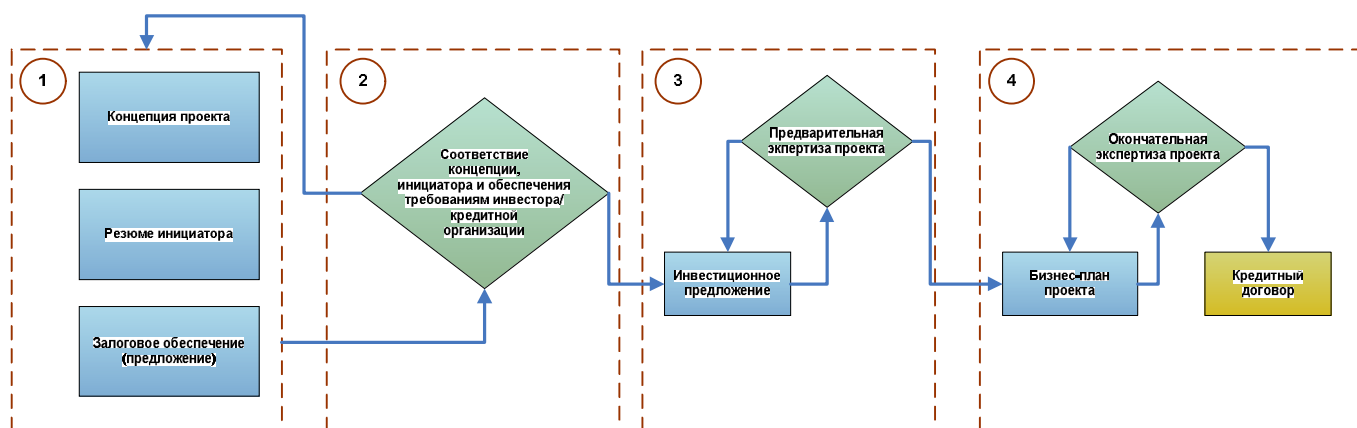 1
Концепция проекта
Резюме инициатора
Залоговое обеспечение
(предложение)
2
Соответствие
концепции,
инициатора и обеспечения
требованиям инвестора/
кредитной
организации
3
Предварительная
экпертиза проекта
Инвестиционное
предложение
4
Окончательная
экспертиза проекта
Бизнес-план
проекта
Кредитный
договор